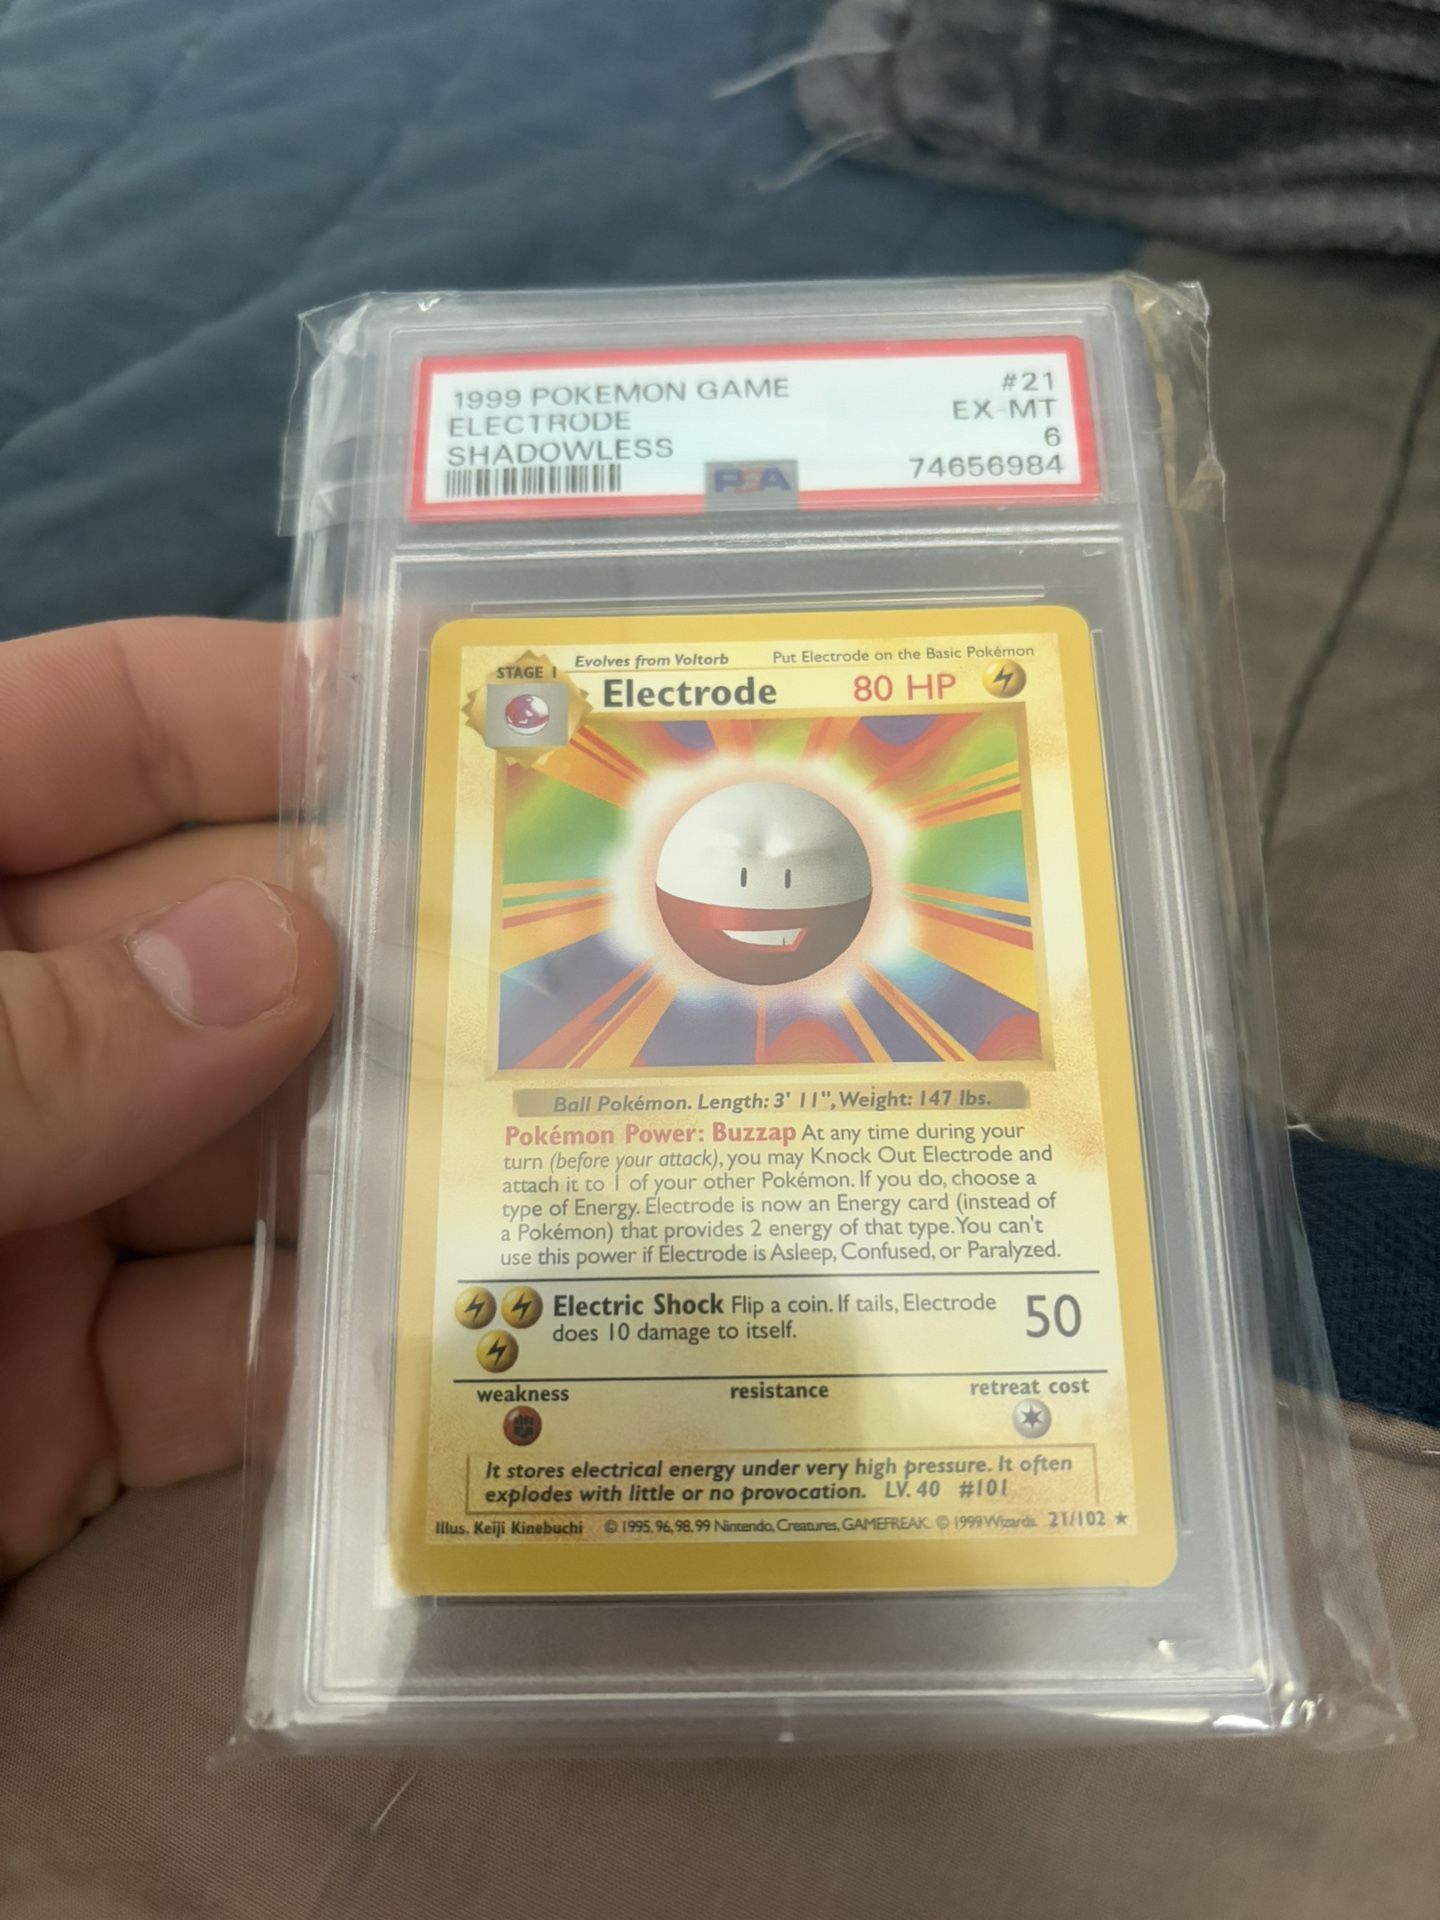 1999 POKEMON GAME #21
ELECTRODE EX-MT
SHADOWLESS 6
PSA 74656984
Evolves from Voltorb Put Electrode on the Basic Pokémon
STAGE 1
Electrode 80 HP
Ball Pokémon. Length: 3' 11", Weight: 147 lbs.
Pokémon Power: Buzzap At any time during your
turn (before your attack), you may Knock Out Electrode and
attach it to 1 of your other Pokémon. If you do, choose a
type of Energy. Electrode is now an Energy card (instead of
a Pokémon) that provides 2 energy of that type. You can't
use this power if Electrode is Asleep, Confused, or Paralyzed.
Electric Shock Flip a coin. If tails, Electrode 50
does 10 damage to itself.
weakness resistance retreat cost
It stores electrical energy under very high pressure. It often
explodes with little or no provocation. LV. 40 #101
Illus. Keiji Kinebuchi © 1995, 96, 98, 99 Nintendo, Creatures, GAMEFREAK. © 1999 Wizards. 21/102 ★